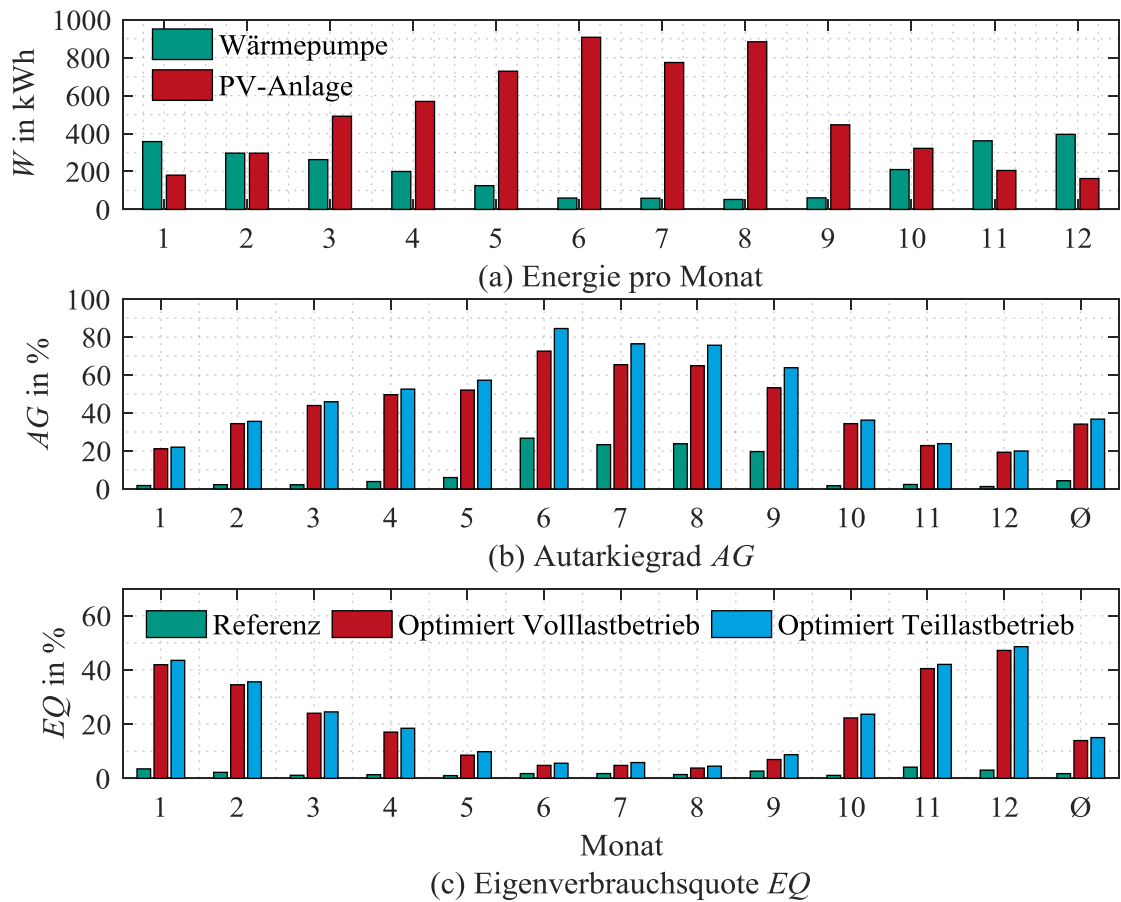 1000
800
600
400
200
0
W in kWh
Wärmepumpe
PV-Anlage
1 2 3 4 5 6 7 8 9 10 11 12
(a) Energie pro Monat
100
80
60
40
20
0
AG in %
1 2 3 4 5 6 7 8 9 10 11 12 Ø
(b) Autarkiegrad AG
60
40
20
0
EQ in %
Referenz Optimiert Volllastbetrieb Optimiert Teillastbetrieb
1 2 3 4 5 6 7 8 9 10 11 12 Ø
Monat
(c) Eigenverbrauchsquote EQ